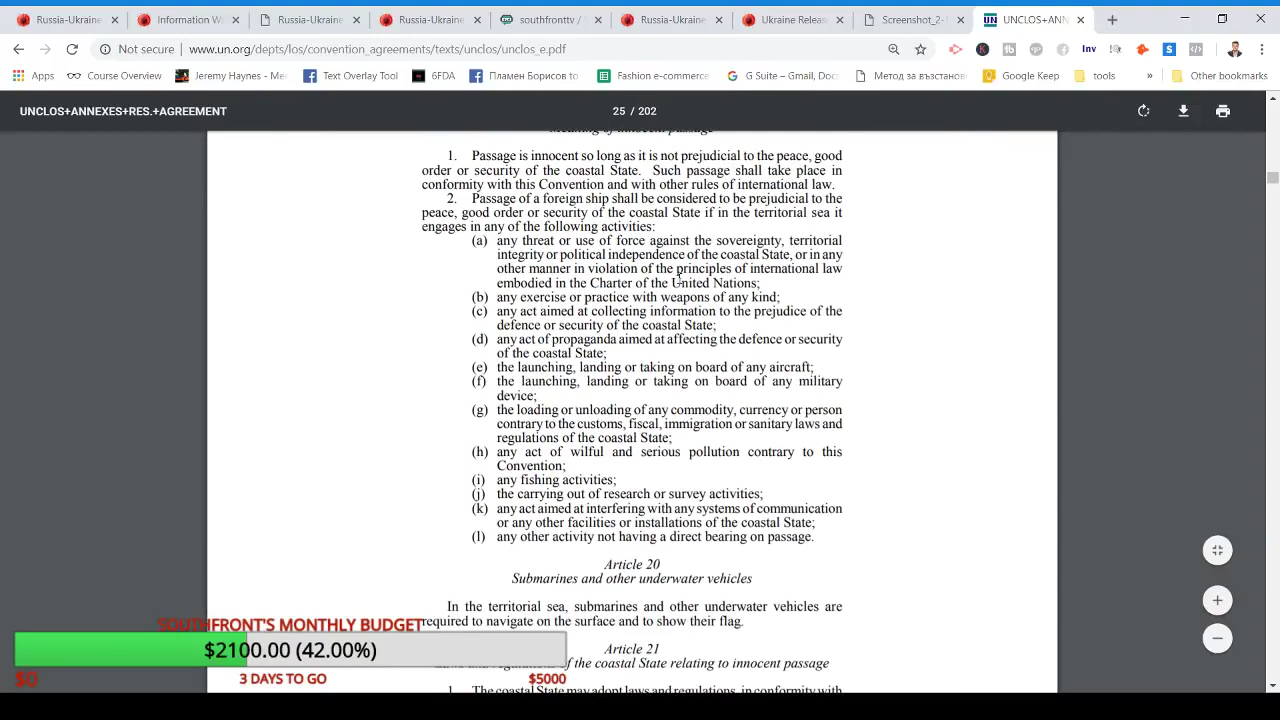 Russia-Ukraine
Information W
Russia-Ukraine
Russia-Ukraine
southfronttv /
Russia-Ukraine
Ukraine Releas
Screenshot_2-
UNCLOS+ANN
Not secure | www.un.org/depts/los/convention_agreements/texts/unclos/unclos_e.pdf
Apps
Course Overview
Jeremy Haynes - Me
Text Overlay Tool
6FDA
Пламен Борисов то
Fashion e-commerce
G Suite – Gmail, Doc
Метод за възстанов
Google Keep
tools
»
Other bookmarks
UNCLOS+ANNEXES+RES.+AGREEMENT
25 / 202
Meaning of innocent passage
1. Passage is innocent so long as it is not prejudicial to the peace, good
order or security of the coastal State. Such passage shall take place in
conformity with this Convention and with other rules of international law.
2. Passage of a foreign ship shall be considered to be prejudicial to the
peace, good order or security of the coastal State if in the territorial sea it
engages in any of the following activities:
(a) any threat or use of force against the sovereignty, territorial
integrity or political independence of the coastal State, or in any
other manner in violation of the principles of international law
embodied in the Charter of the United Nations;
(b) any exercise or practice with weapons of any kind;
(c) any act aimed at collecting information to the prejudice of the
defence or security of the coastal State;
(d) any act of propaganda aimed at affecting the defence or security
of the coastal State;
(e) the launching, landing or taking on board of any aircraft;
(f) the launching, landing or taking on board of any military
device;
(g) the loading or unloading of any commodity, currency or person
contrary to the customs, fiscal, immigration or sanitary laws and
regulations of the coastal State;
(h) any act of wilful and serious pollution contrary to this
Convention;
(i) any fishing activities;
(j) the carrying out of research or survey activities;
(k) any act aimed at interfering with any systems of communication
or any other facilities or installations of the coastal State;
(l) any other activity not having a direct bearing on passage.
Article 20
Submarines and other underwater vehicles
In the territorial sea, submarines and other underwater vehicles are
required to navigate on the surface and to show their flag.
Article 21
of the coastal State relating to innocent passage
1. The coastal State may adopt laws and regulations, in conformity with
SOUTHFRONT'S MONTHLY BUDGET
$2100.00 (42.00%)
$0
3 DAYS TO GO
$5000